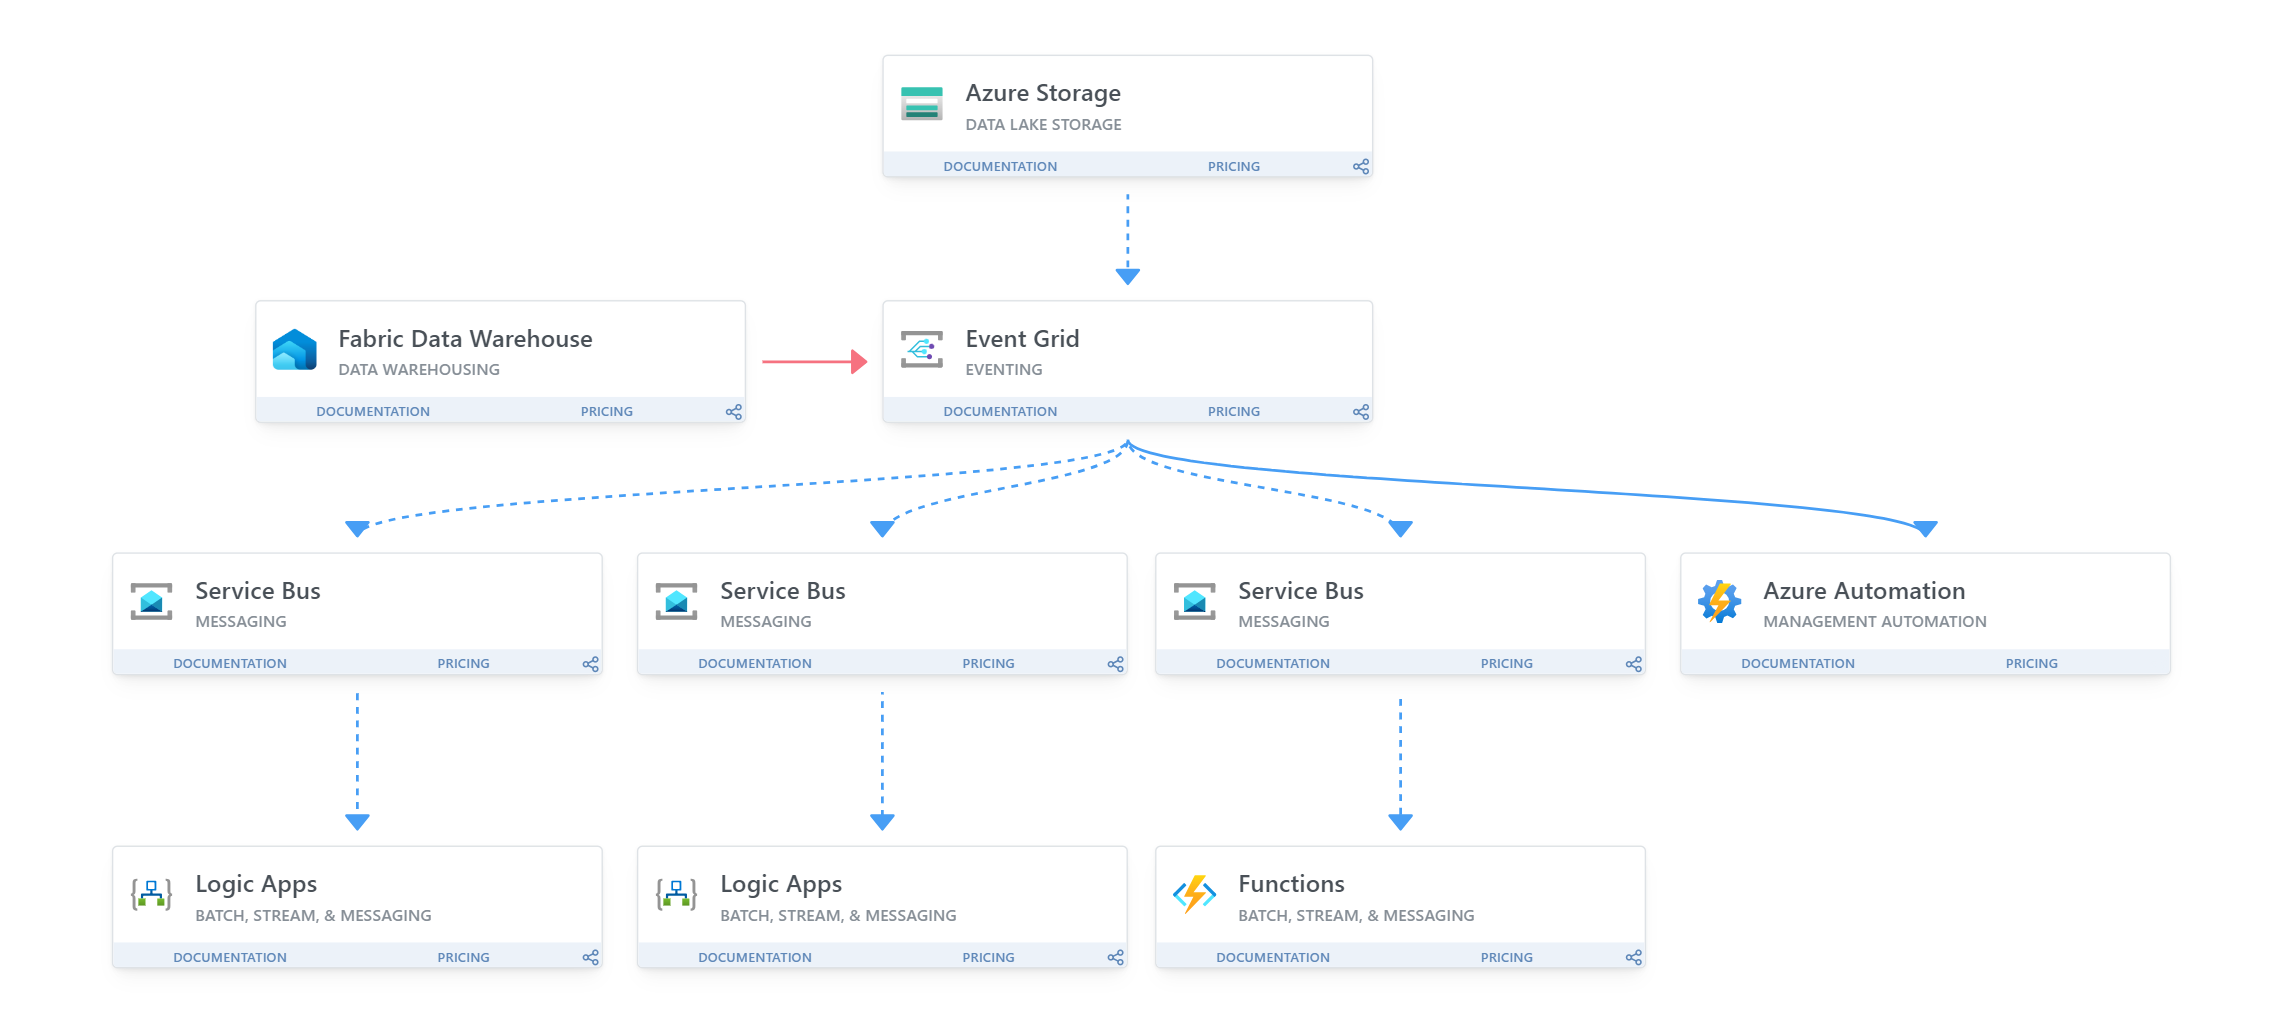 Azure Storage
DATA LAKE STORAGE
DOCUMENTATION PRICING
Fabric Data Warehouse
DATA WAREHOUSING
DOCUMENTATION PRICING
Event Grid
EVENTING
DOCUMENTATION PRICING
Service Bus
MESSAGING
DOCUMENTATION PRICING
Service Bus
MESSAGING
DOCUMENTATION PRICING
Service Bus
MESSAGING
DOCUMENTATION PRICING
Azure Automation
MANAGEMENT AUTOMATION
DOCUMENTATION PRICING
Logic Apps
BATCH, STREAM, & MESSAGING
DOCUMENTATION PRICING
Logic Apps
BATCH, STREAM, & MESSAGING
DOCUMENTATION PRICING
Functions
BATCH, STREAM, & MESSAGING
DOCUMENTATION PRICING